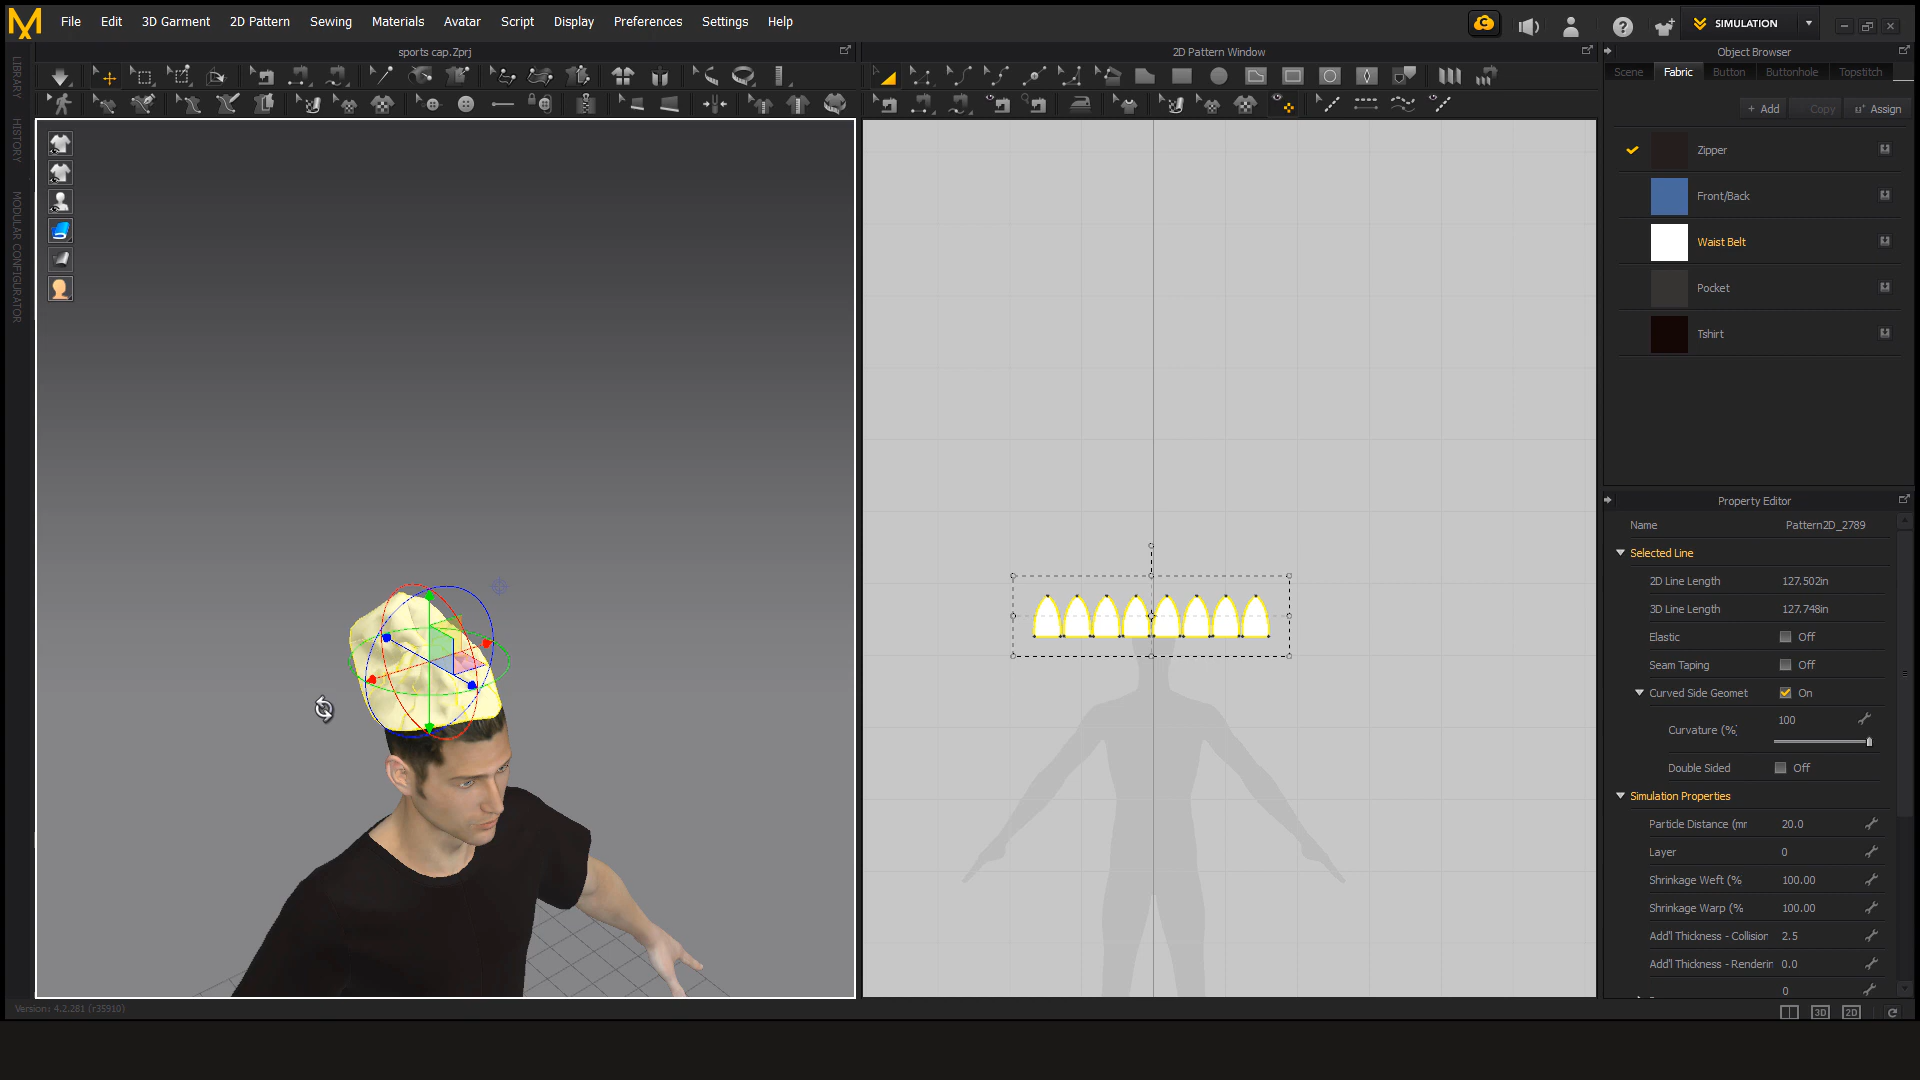 File Edit 3D Garment 2D Pattern Sewing Materials Avatar Script Display Preferences Settings Help
SIMULATION
sports cap.Zprj
2D Pattern Window
Object Browser
Scene Fabric Button Buttonhole Topstitch
+ Add Copy Assign
Zipper
Front/Back
Waist Belt
Pocket
Tshirt
LIBRARY
HISTORY
MODULAR CONFIGURATOR
Property Editor
Name Pattern2D_2789
Selected Line
2D Line Length 127.502in
3D Line Length 127.748in
Elastic Off
Seam Taping Off
Curved Side Geomet On
Curvature (%) 100
Double Sided Off
Simulation Properties
Particle Distance (mr 20.0
Layer 0
Shrinkage Weft (% 100.00
Shrinkage Warp (% 100.00
Add'l Thickness - Collision 2.5
Add'l Thickness - Renderin 0.0
0
Version: 4.2.281 (r35910)
3D 2D